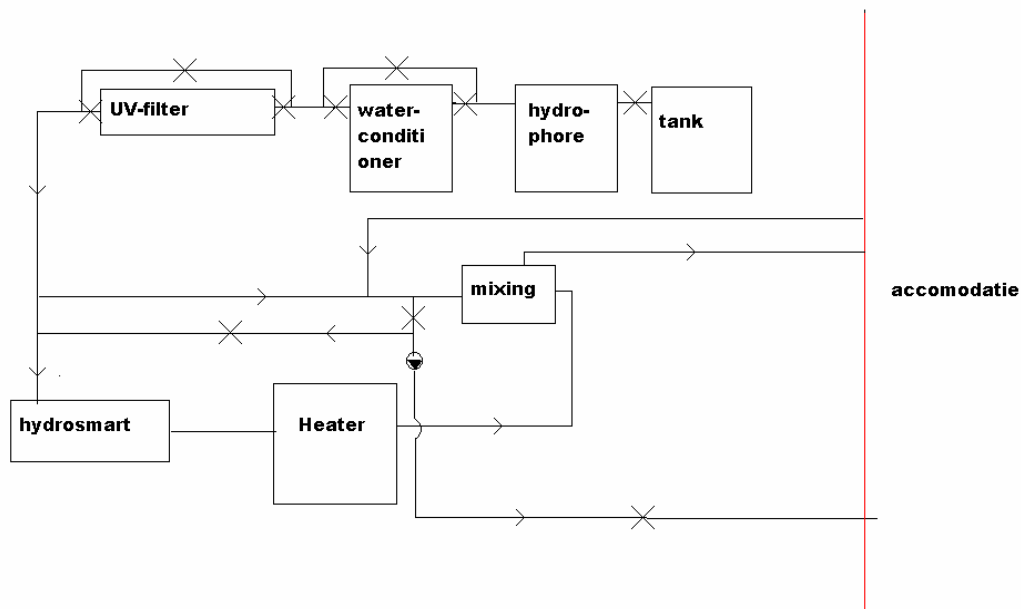 UV-filter
water-
conditi
oner
hydro-
phore
tank
mixing
accomodatie
hydrosmart
Heater